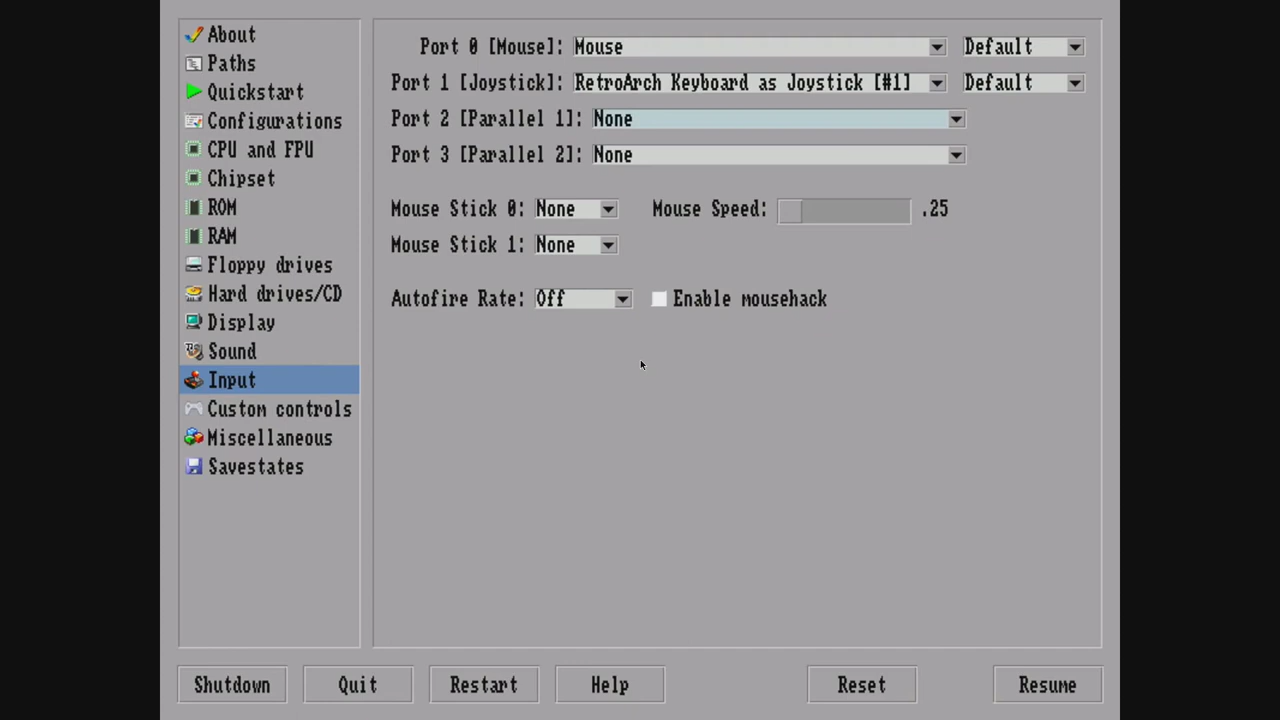 About
Paths
Quickstart
Configurations
CPU and FPU
Chipset
ROM
RAM
Floppy drives
Hard drives/CD
Display
Sound
Input
Custom controls
Miscellaneous
Savestates
Port 0 [Mouse]: Mouse Default
Port 1 [Joystick]: RetroArch Keyboard as Joystick [#1] Default
Port 2 [Parallel 1]: None
Port 3 [Parallel 2]: None
Mouse Stick 0: None Mouse Speed: .25
Mouse Stick 1: None
Autofire Rate: Off Enable mousehack
Shutdown Quit Restart Help Reset Resume